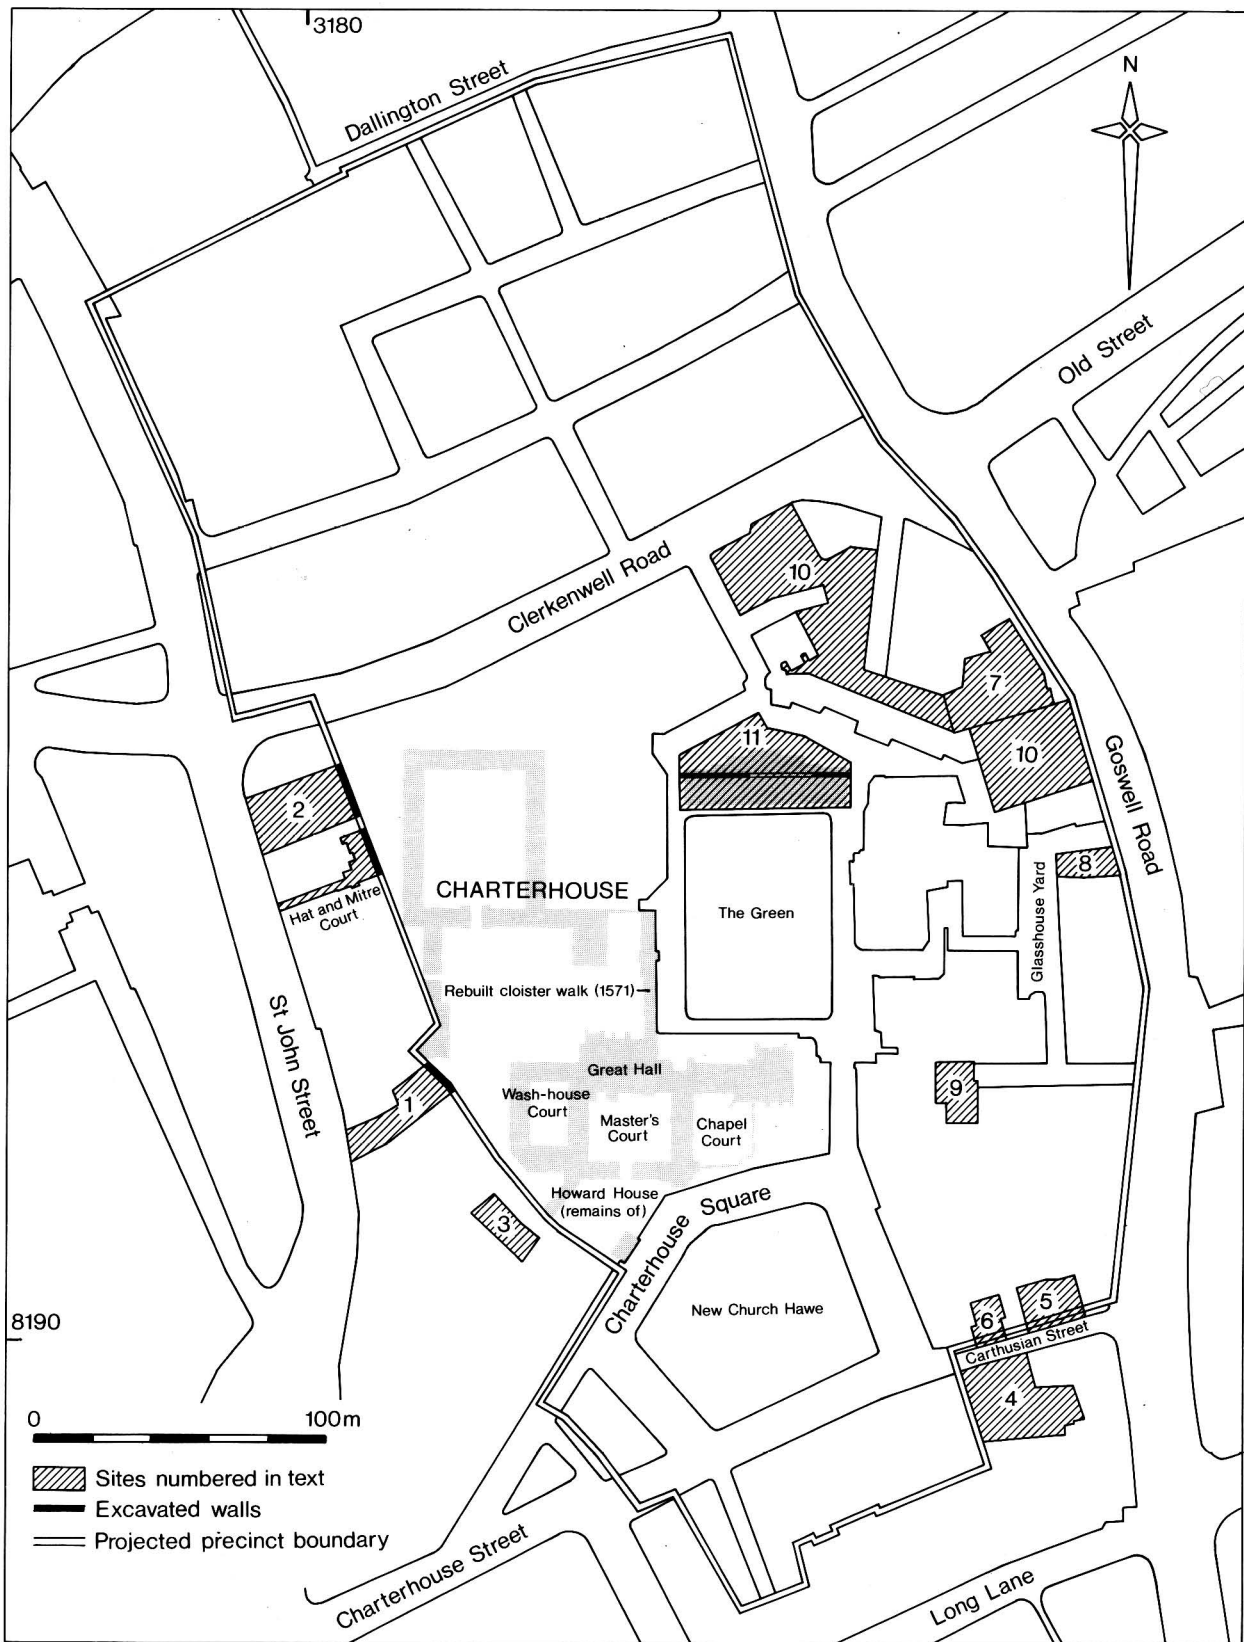 3180
N
Dallington Street
Old Street
Clerkenwell Road
10
7
11
10
Goswell Road
2
8
Hat and Mitre
Court
CHARTERHOUSE
The Green
Glasshouse Yard
Rebuilt cloister walk (1571)
St John Street
Great Hall
1
Wash-house
Court
Master's
Court
Chapel
Court
9
Howard House
(remains of)
Charterhouse Square
3
New Church Hawe
6
5
Carthusian Street
4
8190
0
100m
Sites numbered in text
Excavated walls
Projected precinct boundary
Charterhouse Street
Long Lane